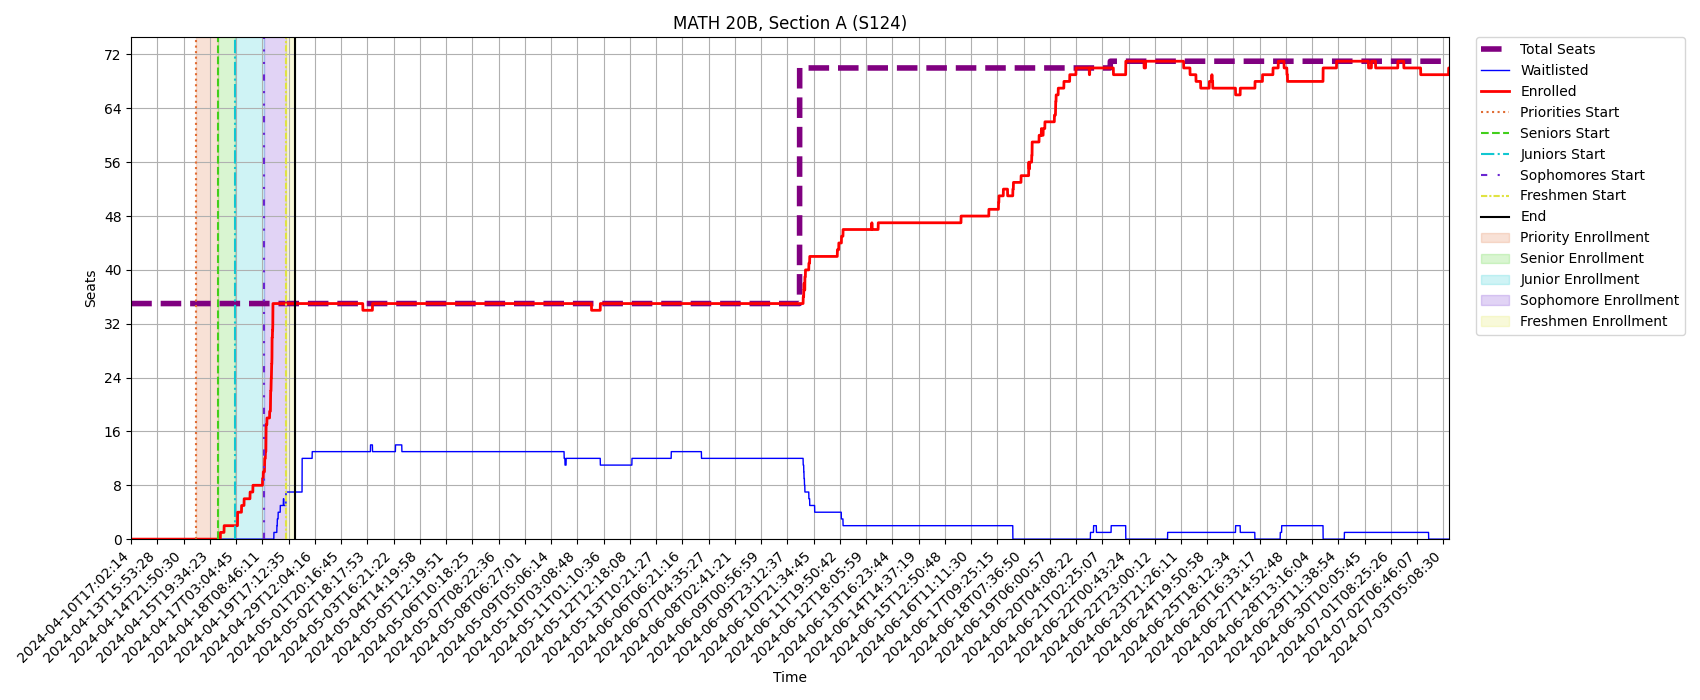 MATH 20B, Section A (S124)
Seats
72
64
56
48
40
32
24
16
8
0
2024-04-10T17:02:14
2024-04-13T15:53:28
2024-04-14T21:50:30
2024-04-15T19:34:23
2024-04-17T03:04:45
2024-04-18T08:46:11
2024-04-19T17:12:35
2024-04-29T12:04:16
2024-05-01T20:16:45
2024-05-02T18:17:53
2024-05-03T16:21:22
2024-05-04T14:19:58
2024-05-05T12:19:51
2024-05-07T10:18:25
2024-05-07T08:22:36
2024-05-08T06:27:01
2024-05-09T05:06:14
2024-05-10T03:08:48
2024-05-11T01:10:36
2024-05-12T12:18:08
2024-05-13T10:21:27
2024-06-06T06:21:16
2024-06-07T04:35:27
2024-06-08T02:41:21
2024-06-09T00:56:59
2024-06-09T23:12:37
2024-06-10T21:34:45
2024-06-11T19:50:42
2024-06-12T18:05:59
2024-06-13T16:23:44
2024-06-14T14:37:19
2024-06-15T12:50:48
2024-06-16T11:11:30
2024-06-17T09:25:15
2024-06-18T07:36:50
2024-06-19T06:00:57
2024-06-20T04:08:22
2024-06-21T02:25:07
2024-06-22T00:43:24
2024-06-22T23:00:12
2024-06-23T21:26:11
2024-06-24T19:50:58
2024-06-25T18:12:34
2024-06-26T16:33:17
2024-06-27T14:52:48
2024-06-28T13:16:04
2024-06-29T11:38:54
2024-06-30T10:05:45
2024-07-01T08:25:26
2024-07-02T06:46:07
2024-07-03T05:08:30
Time
Total Seats
Waitlisted
Enrolled
Priorities Start
Seniors Start
Juniors Start
Sophomores Start
Freshmen Start
End
Priority Enrollment
Senior Enrollment
Junior Enrollment
Sophomore Enrollment
Freshmen Enrollment